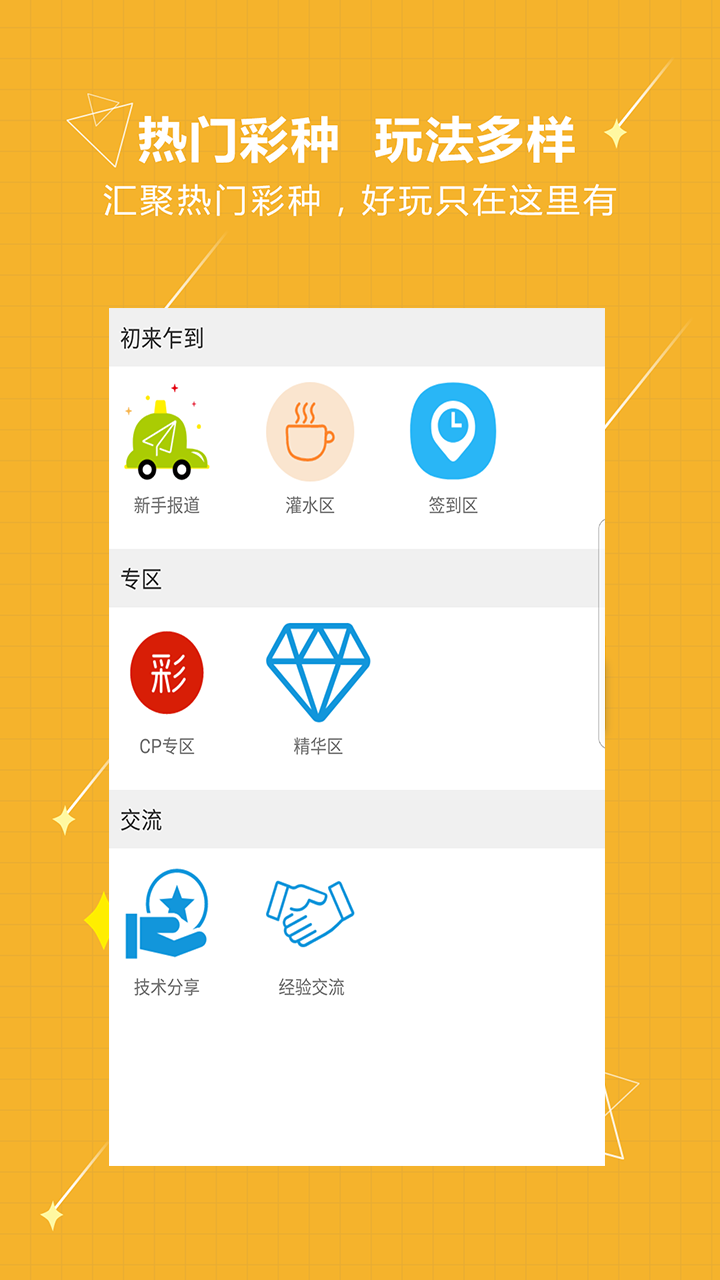 热门彩种 玩法多样
汇聚热门彩种，好玩只在这里有
初来乍到
新手报道 灌水区 签到区
专区
彩
CP专区 精华区
交流
技术分享 经验交流